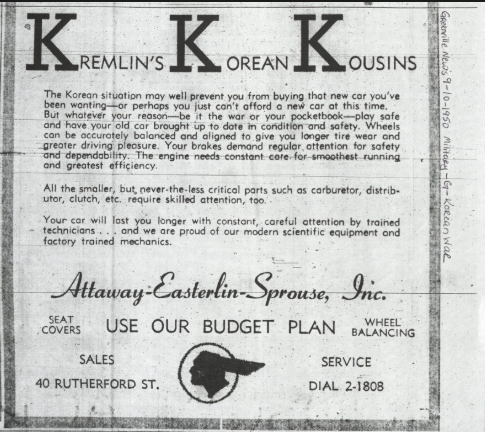 KREMLIN'S KOREAN KOUSINS
The Korean situation may well prevent you from buying that new car you've
been wanting—or perhaps you just can't afford a new car at this time.
But whatever your reason—be it the war or your pocketbook—play safe
and have your old car brought up to date in condition and safety. Wheels
can be accurately balanced and aligned to give you longer tire wear and
greater driving pleasure. Your brakes demand regular attention for safety
and dependability. The engine needs constant care for smoothest running
and greatest efficiency.
All the smaller, but never-the-less critical parts such as carburetor, distrib-
utor, clutch, etc. require skilled attention, too.
Your car will last you longer with constant, careful attention by trained
technicians . . . and we are proud of our modern scientific equipment and
factory trained mechanics.
Attaway-Easterlin-Sprouse, Inc.
SEAT
COVERS
USE OUR BUDGET PLAN
WHEEL
BALANCING
SALES
40 RUTHERFORD ST.
SERVICE
DIAL 2-1808
News 9-10-1950 Military - Korean War